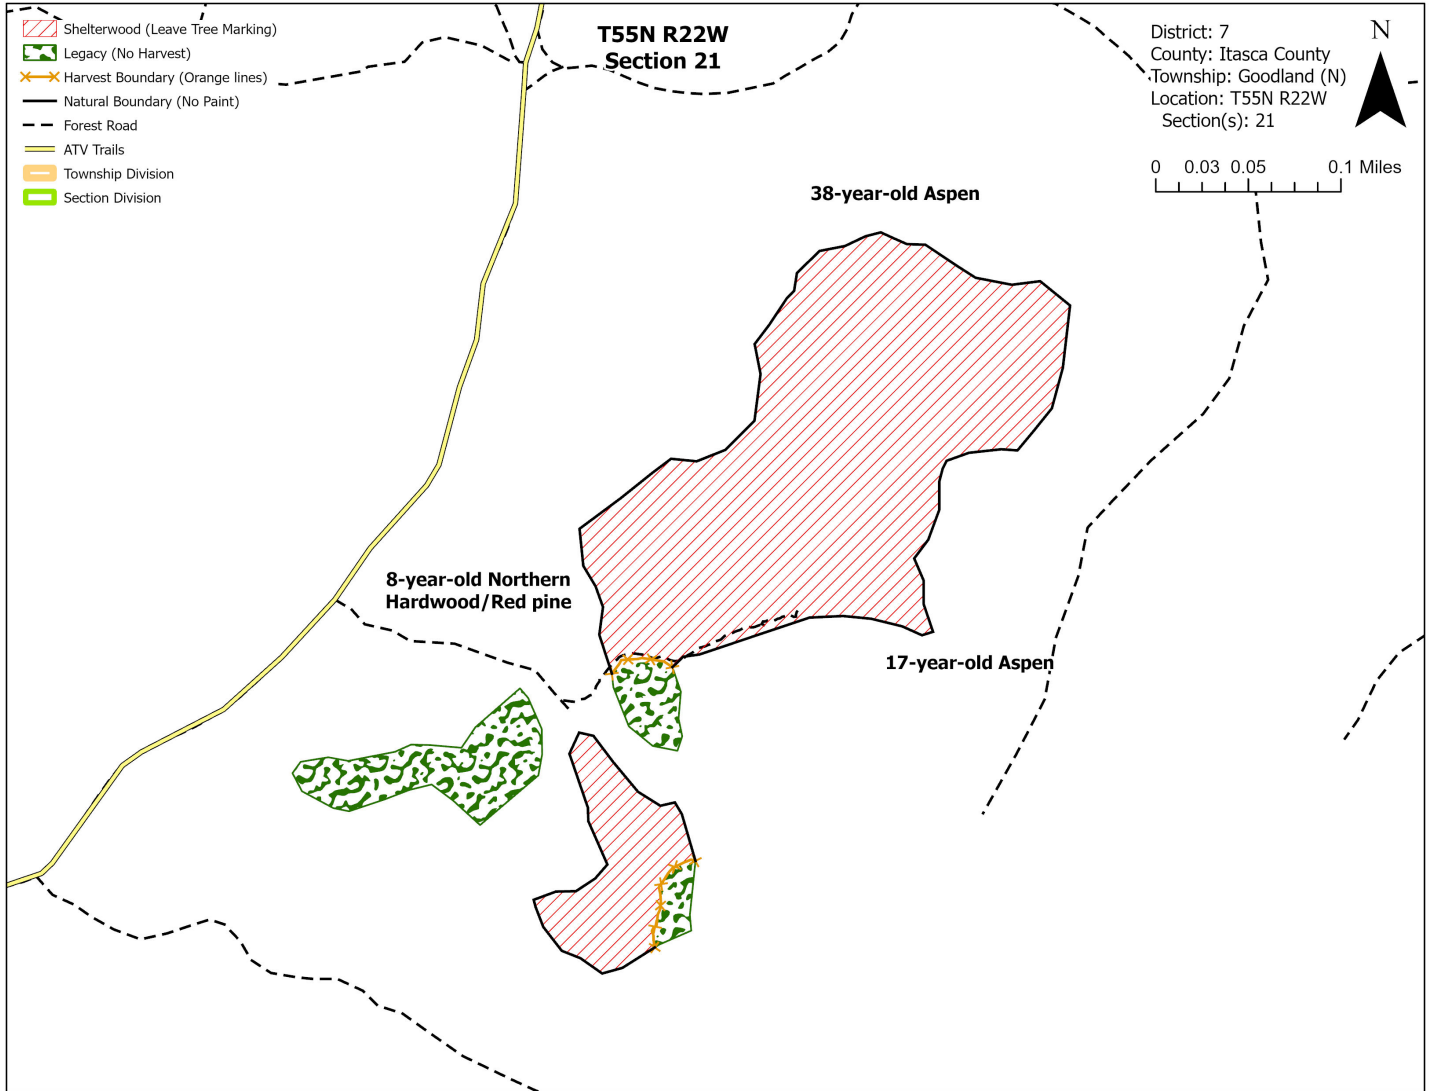 Shelterwood (Leave Tree Marking)
Legacy (No Harvest)
Harvest Boundary (Orange lines)
Natural Boundary (No Paint)
Forest Road
ATV Trails
Township Division
Section Division
T55N R22W
Section 21
District: 7
County: Itasca County
Township: Goodland (N)
Location: T55N R22W
Section(s): 21
N
0 0.03 0.05 0.1 Miles
38-year-old Aspen
8-year-old Northern
Hardwood/Red pine
17-year-old Aspen